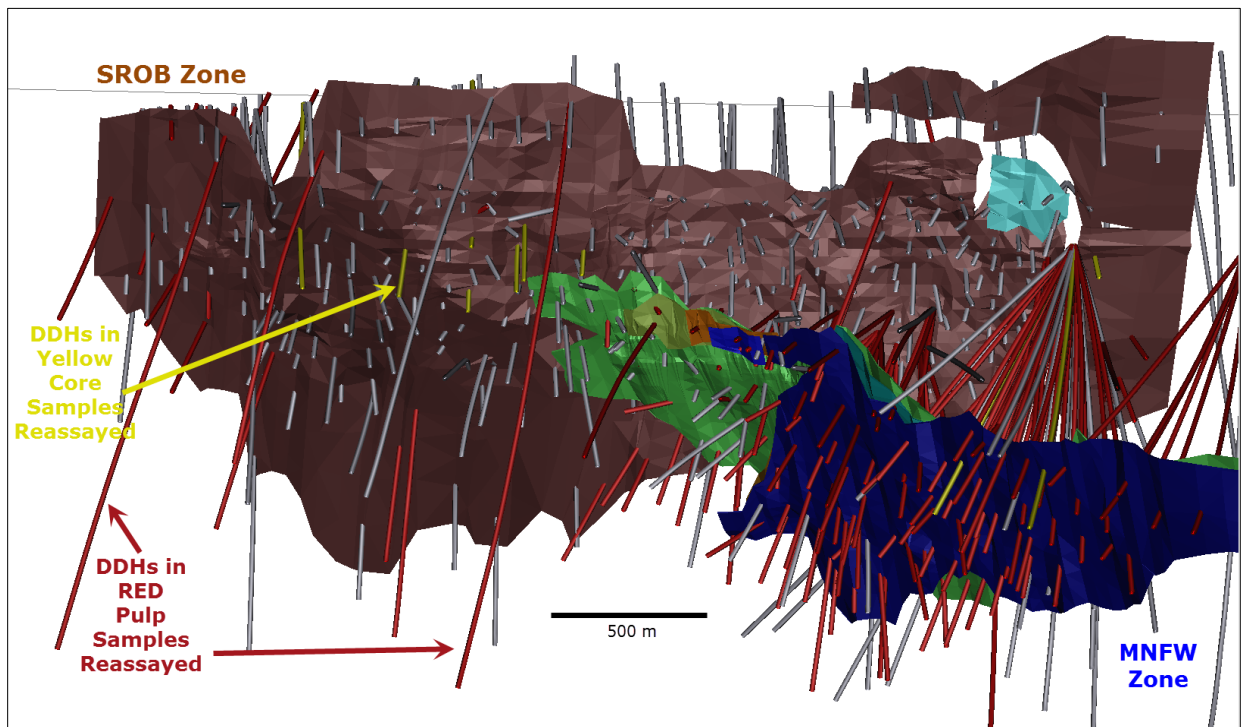 SROB Zone
DDHs in
Yellow
Core
Samples
Reassayed
DDHs in
RED
Pulp
Samples
Reassayed
500 m
MNFW
Zone